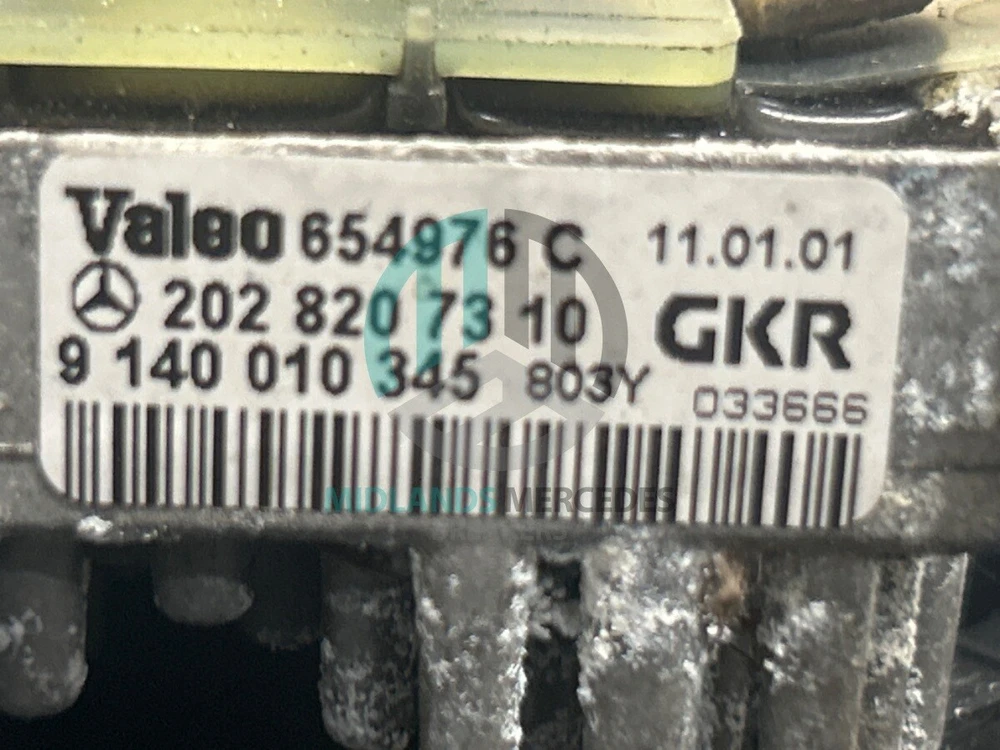 Valeo 654976 C 11.01.01
202 820 73 10 GKR
9 140 010 345 803Y 033666
MIDLANDS MERCEDES